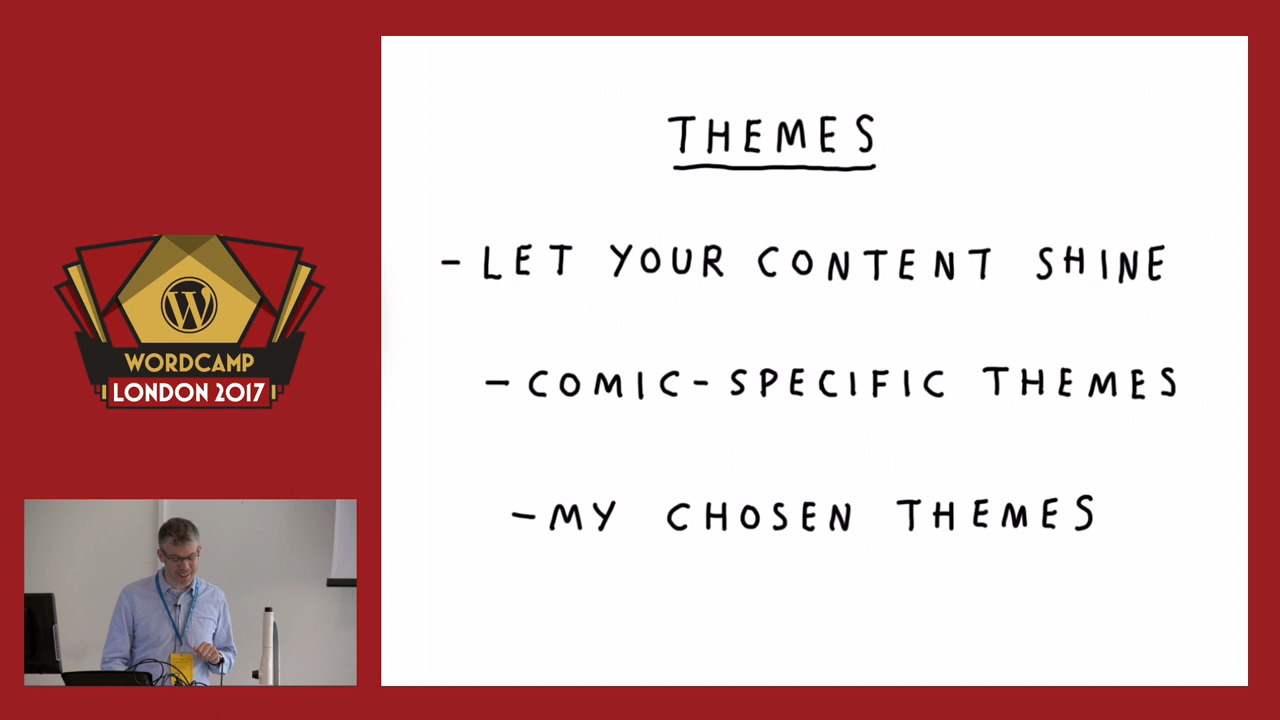 THEMES
- LET YOUR CONTENT SHINE
- COMIC-SPECIFIC THEMES
- MY CHOSEN THEMES
W
WORDCAMP
LONDON 2017